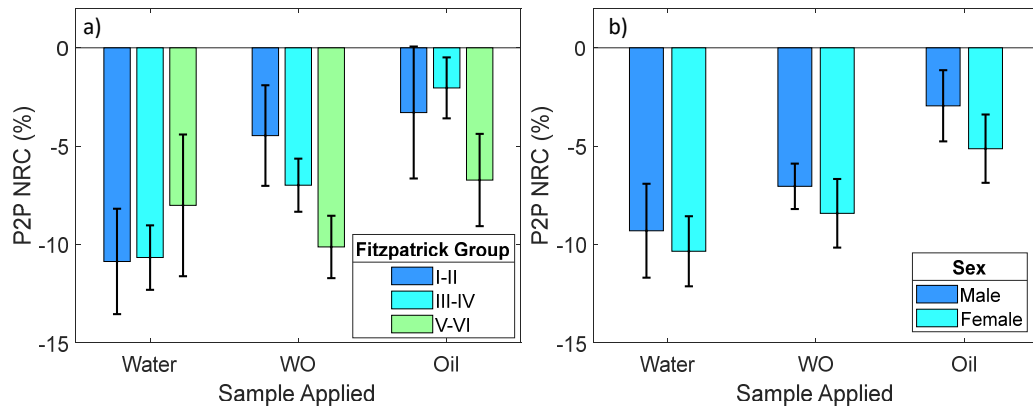 a)
P2P NRC (%)
0
-5
-10
-15
Water
WO
Oil
Sample Applied
Fitzpatrick Group
I-II
III-IV
V-VI
b)
P2P NRC (%)
0
-5
-10
-15
Water
WO
Oil
Sample Applied
Sex
Male
Female